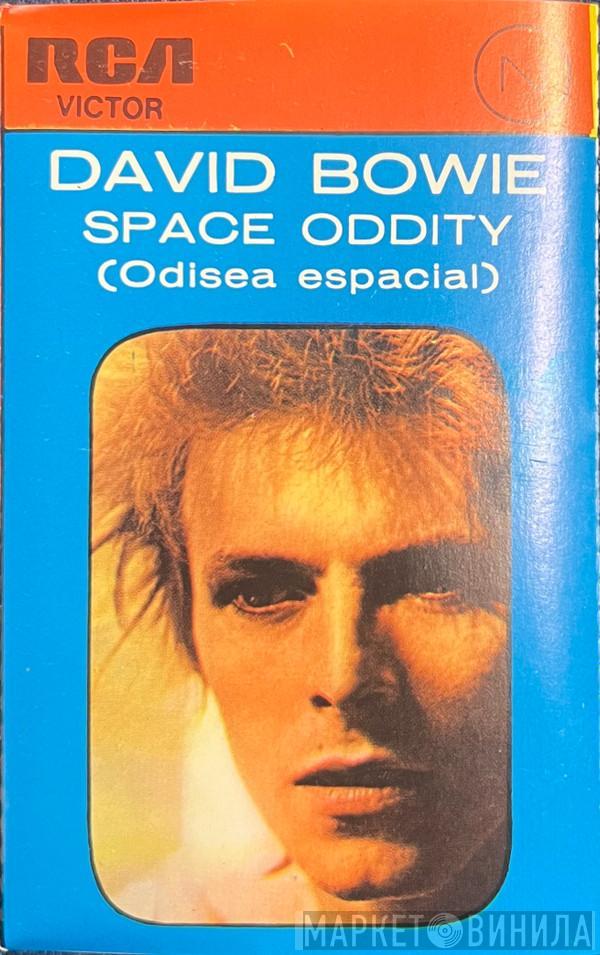 RCA
VICTOR
DAVID BOWIE
SPACE ODDITY
(Odisea espacial)
МАРКЕТ ВИНИЛА